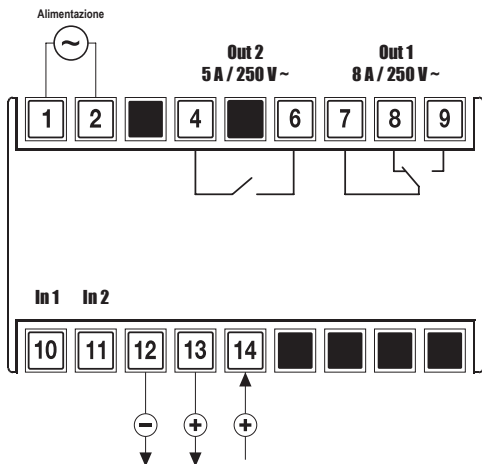 Alimentazione
~
Out 2
5 A / 250 V ~
Out 1
8 A / 250 V ~
1 2 4 6 7 8 9
In 1 In 2
10 11 12 13 14
− + +